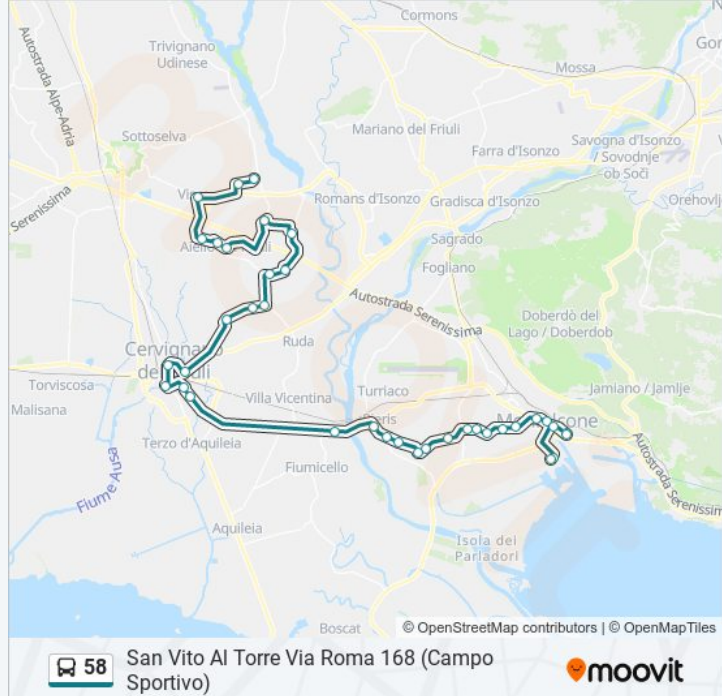 Cormons
Trivignano
Udinese
Autostrada Alpe-Adria
Mossa
Sottoselva
Mariano del Friuli
Savogna d'Isonzo
- Sovodnje
ob Soči
Farra d'Isonzo
Romans d'Isonzo
Gradisca d'Isonzo
Serenissima
Sagrado
Fogliano
Autostrada Serenissima
Doberdò del
Lago / Doberdob
Ruda
Cervignano
Turriaco
Jamiano / Jamlje
Torviscosa
Villa Vicentina
Malisana
Terzo d'Aquileia
Autostrada Serenissima
Fiumicello
Fiume Ausa
Aquileia
Isola dei
Parladori
Boscat
© OpenStreetMap contributors | © OpenMapTiles
58
San Vito Al Torre Via Roma 168 (Campo
Sportivo)
moovit